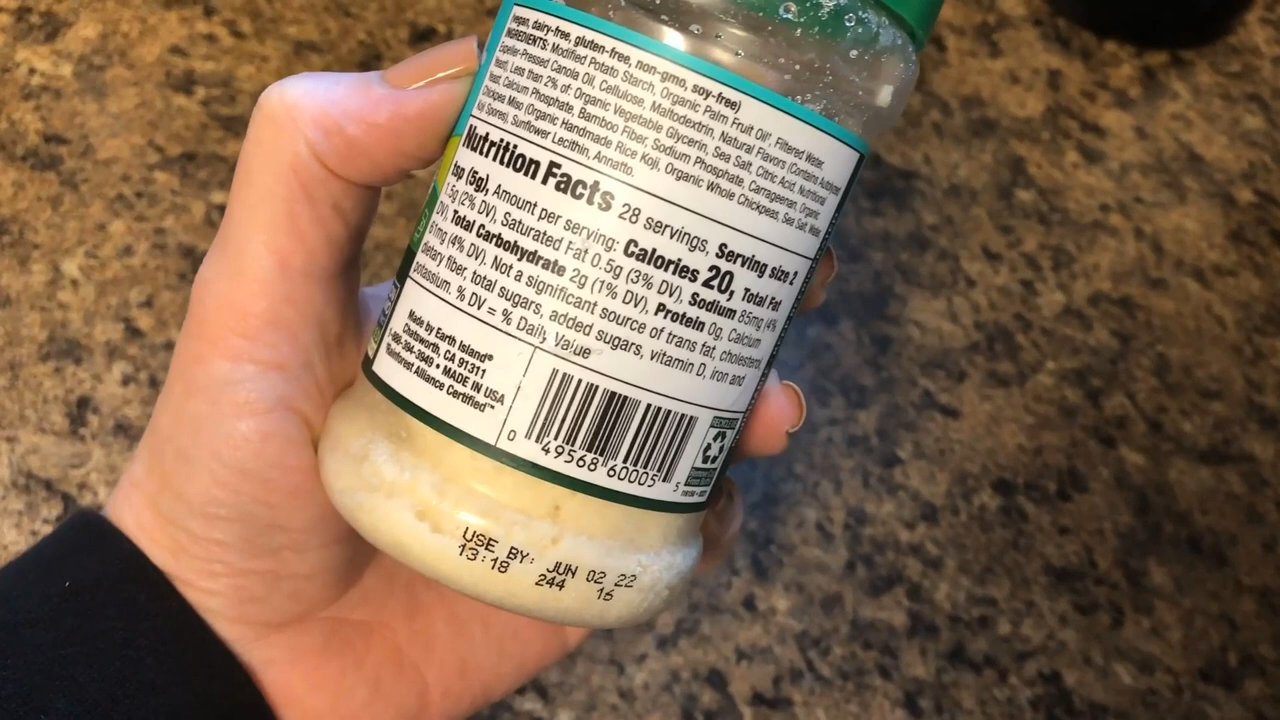 (vegan, dairy-free, gluten-free, non-gmo, soy-free)
INGREDIENTS: Modified Potato Starch, Organic Palm Fruit Oil*, Filtered Water,
Expeller-Pressed Canola Oil, Cellulose, Maltodextrin, Natural Flavors (Contains Autolyzed
Yeast), Less than 2% of: Organic Vegetable Glycerin, Sea Salt, Citric Acid, Nutritional
Yeast, Calcium Phosphate, Bamboo Fiber, Sodium Phosphate, Carrageenan, Organic
Chickpea Miso (Organic Handmade Rice Koji, Organic Whole Chickpeas, Sea Salt, Water,
Koji Spores), Sunflower Lecithin, Annatto.
Nutrition Facts 28 servings, Serving size 2
tsp (5g), Amount per serving: Calories 20, Total Fat
1.5g (2% DV), Saturated Fat 0.5g (3% DV), Sodium 85mg (4%
DV), Total Carbohydrate 2g (1% DV), Protein 0g, Calcium
61mg (4% DV). Not a significant source of trans fat, cholesterol,
dietary fiber, total sugars, added sugars, vitamin D, iron and
potassium. % DV = % Daily Value
Made by Earth Island®
Chatsworth, CA 91311
1-888-394-3949 • MADE IN USA
Rainforest Alliance Certified™
0 49568 60005 5
USE BY: JUN 02 22
13:18 244 16